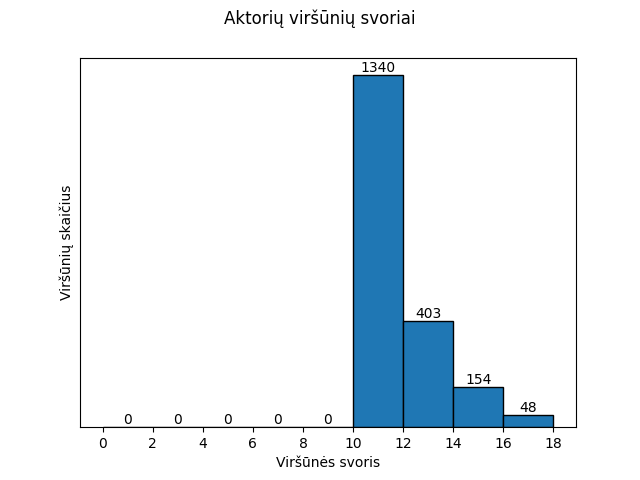 Aktorių viršūnių svoriai
1340
403
154
48
0 0 0 0 0
0 2 4 6 8 10 12 14 16 18
Viršūnės svoris
Viršūnių skaičius